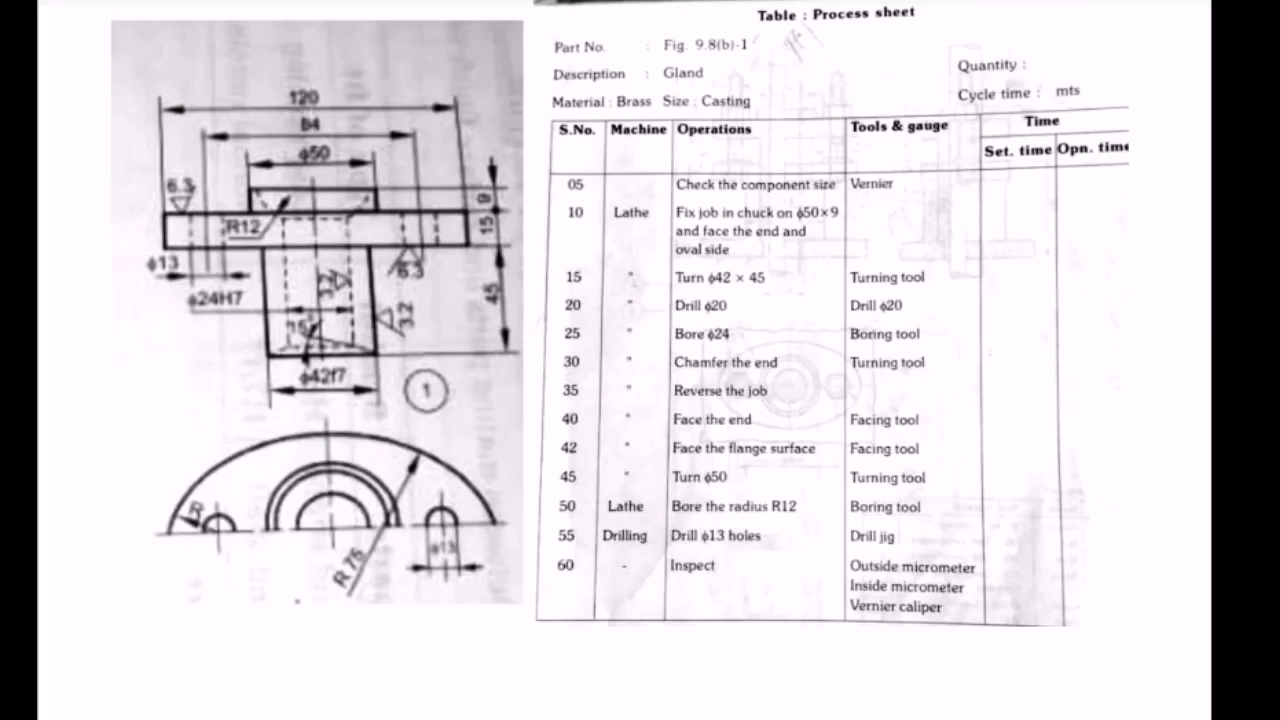 120
84
ϕ50
6.3
9
15
R12
ϕ13
6.3
ϕ24H7
3.2
3.2
45
15°
ϕ42f7
1
R 75
ϕ13
Table : Process sheet
Part No. : Fig. 9.8(b)-1
Description : Gland
Quantity :
Material : Brass Size : Casting
Cycle time : mts
S.No. Machine Operations Tools & gauge Time
Set. time Opn. time
05 Check the component size Vernier
10 Lathe Fix job in chuck on ϕ50×9
and face the end and
oval side
15 " Turn ϕ42 × 45 Turning tool
20 " Drill ϕ20 Drill ϕ20
25 " Bore ϕ24 Boring tool
30 " Chamfer the end Turning tool
35 " Reverse the job
40 " Face the end Facing tool
42 " Face the flange surface Facing tool
45 " Turn ϕ50 Turning tool
50 Lathe Bore the radius R12 Boring tool
55 Drilling Drill ϕ13 holes Drill jig
60 - Inspect Outside micrometer
Inside micrometer
Vernier caliper